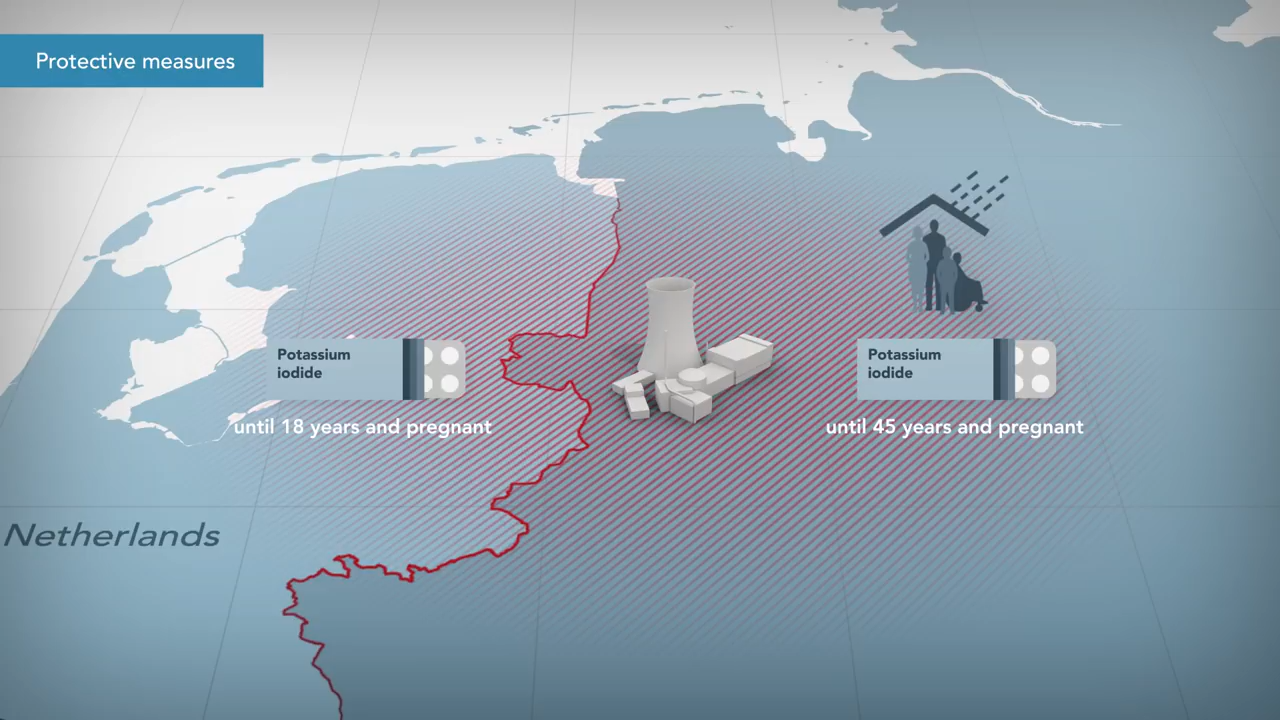 Protective measures
Potassium
iodide
until 18 years and pregnant
Potassium
iodide
until 45 years and pregnant
Netherlands